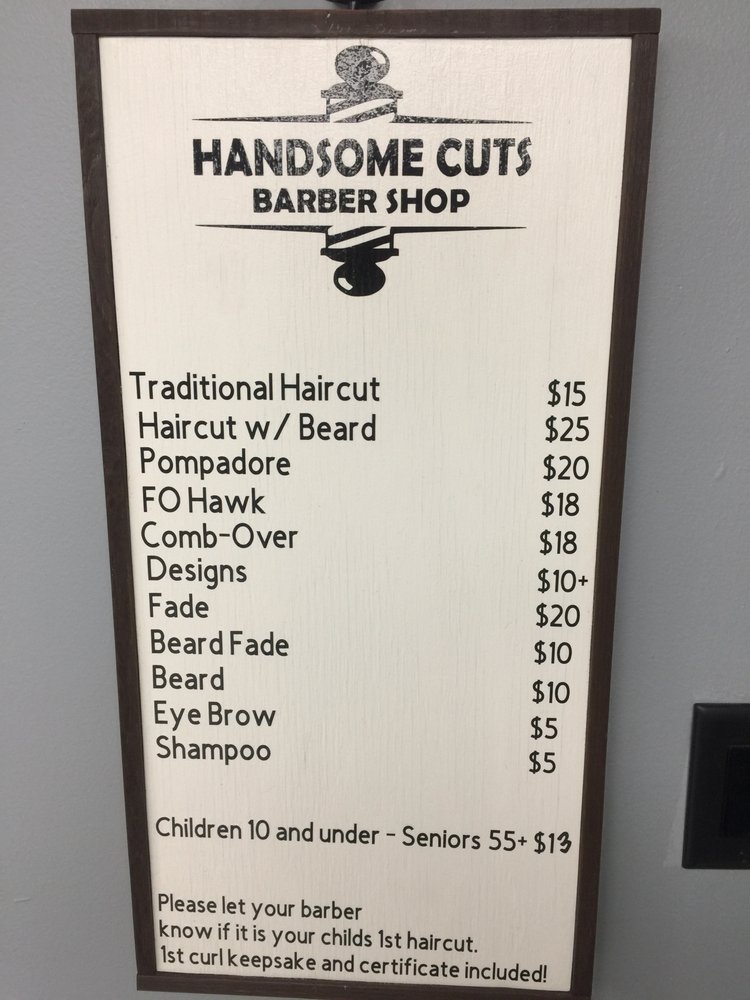 HANDSOME CUTS
BARBER SHOP
Traditional Haircut $15
Haircut w/ Beard $25
Pompadore $20
FO Hawk $18
Comb-Over $18
Designs $10+
Fade $20
Beard Fade $10
Beard $10
Eye Brow $5
Shampoo $5
Children 10 and under - Seniors 55+ $13
Please let your barber
know if it is your childs 1st haircut.
1st curl keepsake and certificate included!